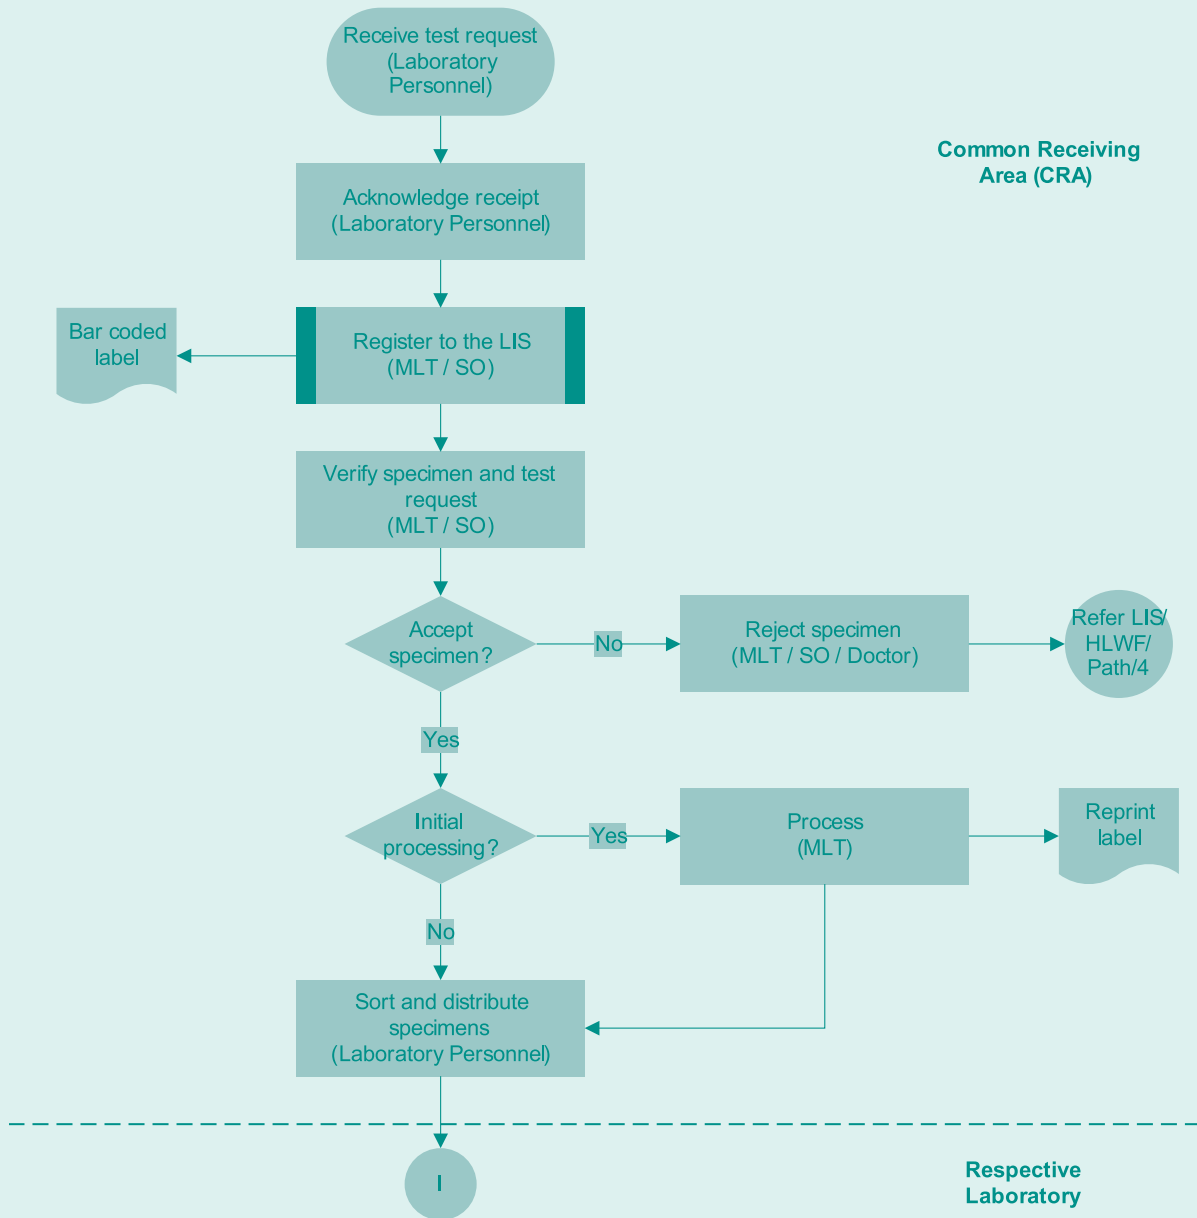 Receive test request
(Laboratory
Personnel)
Common Receiving
Area (CRA)
Acknowledge receipt
(Laboratory Personnel)
Bar coded
label
Register to the LIS
(MLT / SO)
Verify specimen and test
request
(MLT / SO)
Accept
specimen?
No
Reject specimen
(MLT / SO / Doctor)
Refer LIS/
HLWF/
Path/4
Yes
Initial
processing?
Yes
Process
(MLT)
Reprint
label
No
Sort and distribute
specimens
(Laboratory Personnel)
I
Respective
Laboratory